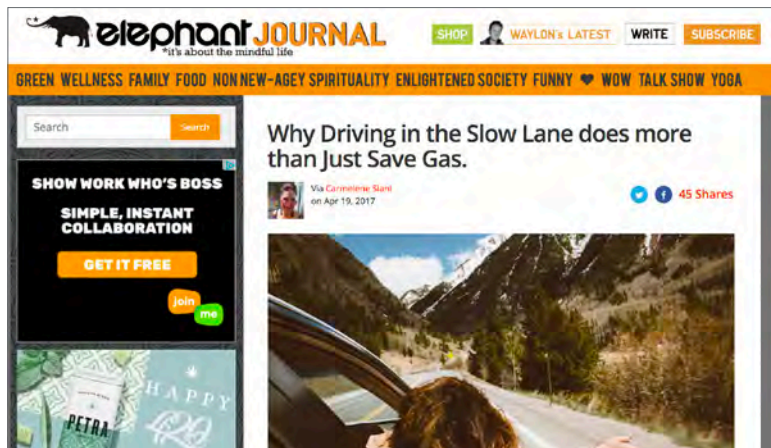 elephant JOURNAL
*it's about the mindful life
SHOP
WAYLON's LATEST
WRITE
SUBSCRIBE
GREEN WELLNESS FAMILY FOOD NON NEW-AGEY SPIRITUALITY ENLIGHTENED SOCIETY FUNNY ♥ WOW TALK SHOW YOGA
Search
Search
Why Driving in the Slow Lane does more
than Just Save Gas.
Via Carmelene Siani
on Apr 19, 2017
45 Shares
SHOW WORK WHO'S BOSS
SIMPLE, INSTANT
COLLABORATION
GET IT FREE
join
me
HAPPY
420
PETRA